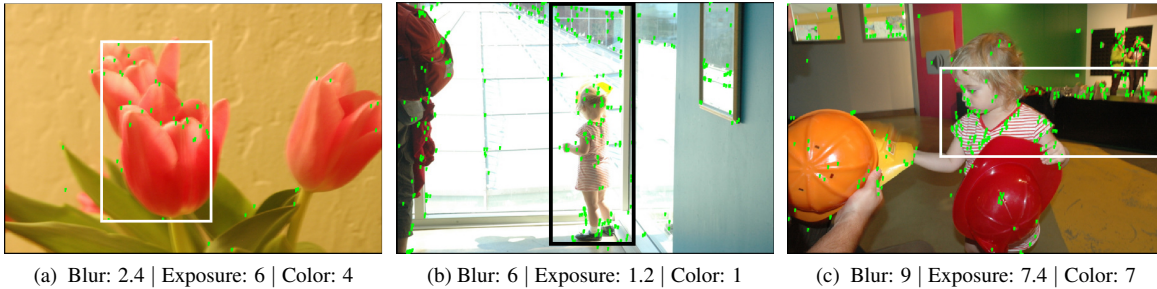 (a) Blur: 2.4 | Exposure: 6 | Color: 4
(b) Blur: 6 | Exposure: 1.2 | Color: 1
(c) Blur: 9 | Exposure: 7.4 | Color: 7